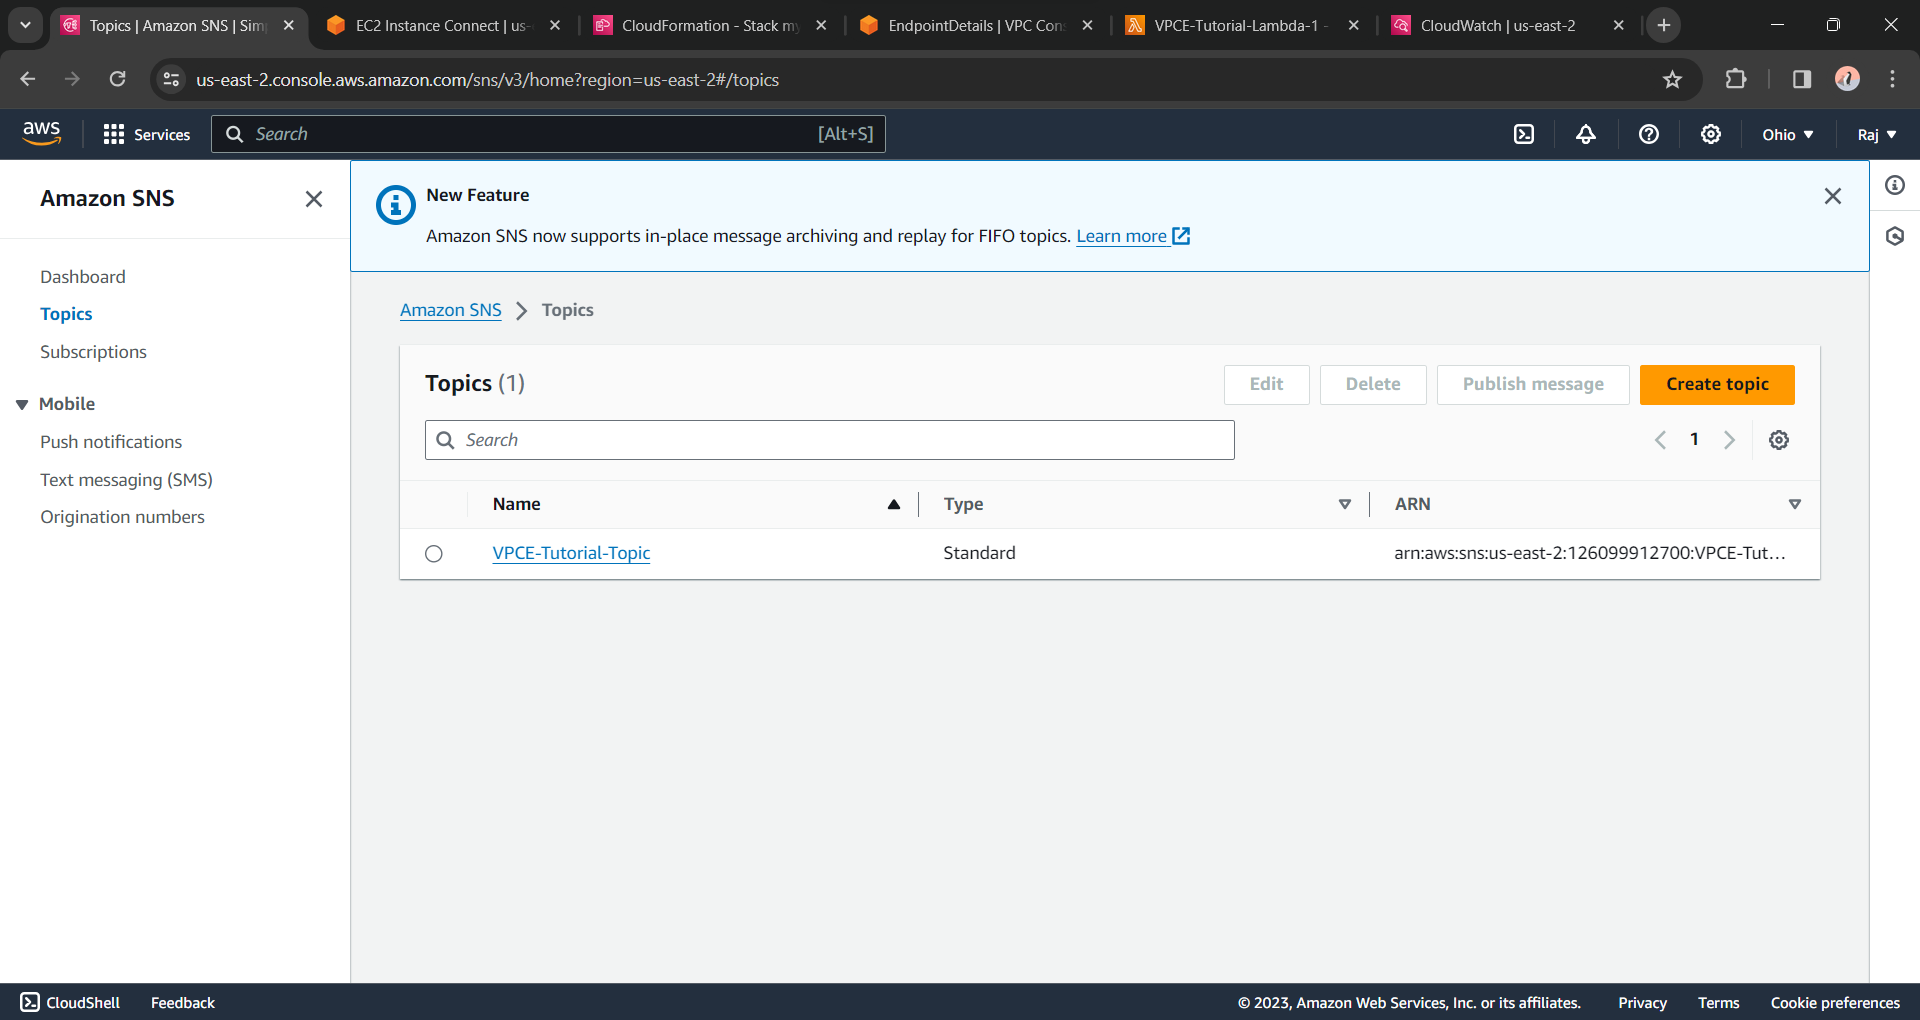 Topics | Amazon SNS | Sim
EC2 Instance Connect | us-
CloudFormation - Stack my
EndpointDetails | VPC Cons
VPCE-Tutorial-Lambda-1 -
CloudWatch | us-east-2
us-east-2.console.aws.amazon.com/sns/v3/home?region=us-east-2#/topics
aws
Services
Search
[Alt+S]
Ohio
Raj
Amazon SNS
Dashboard
Topics
Subscriptions
Mobile
Push notifications
Text messaging (SMS)
Origination numbers
New Feature
Amazon SNS now supports in-place message archiving and replay for FIFO topics. Learn more
Amazon SNS > Topics
Topics (1)
Edit
Delete
Publish message
Create topic
Search
1
Name
Type
ARN
VPCE-Tutorial-Topic
Standard
arn:aws:sns:us-east-2:126099912700:VPCE-Tut...
CloudShell
Feedback
© 2023, Amazon Web Services, Inc. or its affiliates.
Privacy
Terms
Cookie preferences